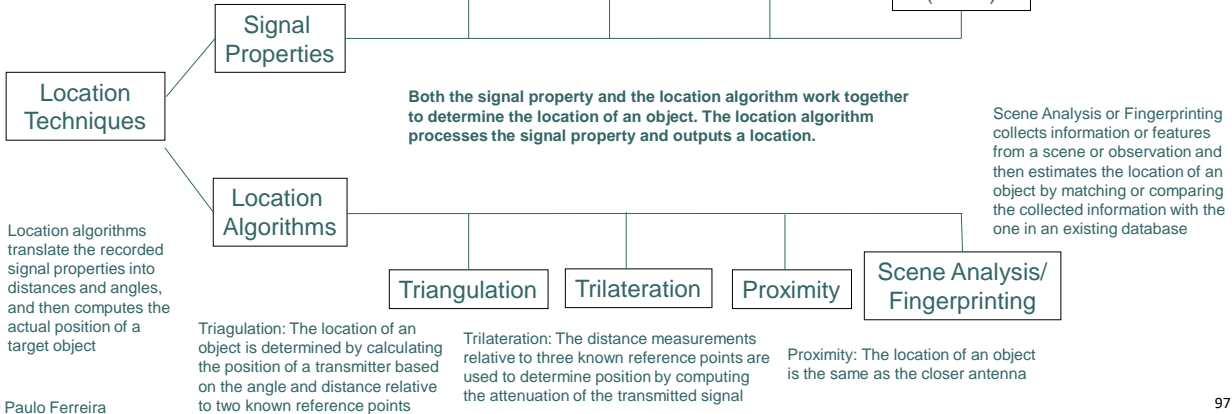 Signal
Properties
Location
Techniques
Both the signal property and the location algorithm work together
to determine the location of an object. The location algorithm
processes the signal property and outputs a location.
Scene Analysis or Fingerprinting
collects information or features
from a scene or observation and
then estimates the location of an
object by matching or comparing
the collected information with the
one in an existing database
Location
Algorithms
Location algorithms
translate the recorded
signal properties into
distances and angles,
and then computes the
actual position of a
target object
Triangulation
Trilateration
Proximity
Scene Analysis/
Fingerprinting
Triagulation: The location of an
object is determined by calculating
the position of a transmitter based
on the angle and distance relative
to two known reference points
Trilateration: The distance measurements
relative to three known reference points are
used to determine position by computing
the attenuation of the transmitted signal
Proximity: The location of an object
is the same as the closer antenna
Paulo Ferreira
97